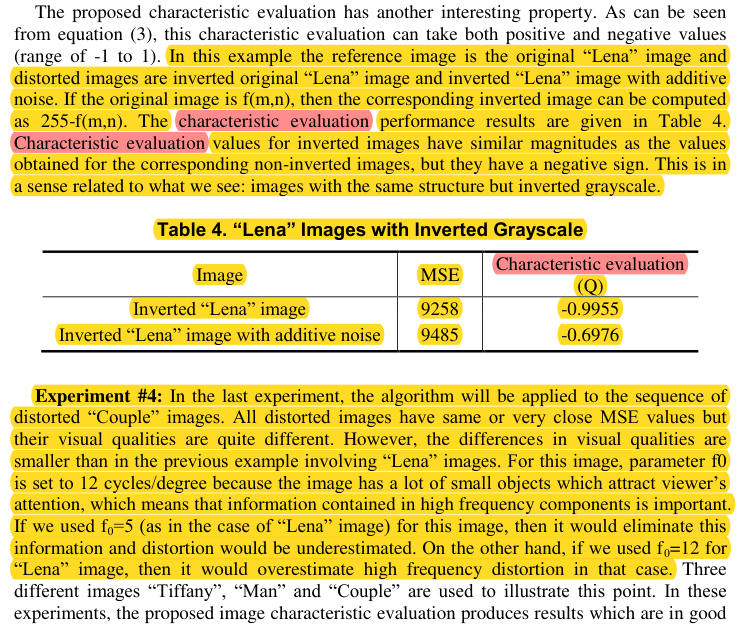 The proposed characteristic evaluation has another interesting property. As can be seen
from equation (3), this characteristic evaluation can take both positive and negative values
(range of -1 to 1). In this example the reference image is the original “Lena” image and
distorted images are inverted original “Lena” image and inverted “Lena” image with additive
noise. If the original image is f(m,n), then the corresponding inverted image can be computed
as 255-f(m,n). The characteristic evaluation performance results are given in Table 4.
Characteristic evaluation values for inverted images have similar magnitudes as the values
obtained for the corresponding non-inverted images, but they have a negative sign. This is in
a sense related to what we see: images with the same structure but inverted grayscale.
Table 4. “Lena” Images with Inverted Grayscale
Image MSE Characteristic evaluation
(Q)
Inverted “Lena” image 9258 -0.9955
Inverted “Lena” image with additive noise 9485 -0.6976
Experiment #4: In the last experiment, the algorithm will be applied to the sequence of
distorted “Couple” images. All distorted images have same or very close MSE values but
their visual qualities are quite different. However, the differences in visual qualities are
smaller than in the previous example involving “Lena” images. For this image, parameter f0
is set to 12 cycles/degree because the image has a lot of small objects which attract viewer's
attention, which means that information contained in high frequency components is important.
If we used f₀=5 (as in the case of “Lena” image) for this image, then it would eliminate this
information and distortion would be underestimated. On the other hand, if we used f₀=12 for
“Lena” image, then it would overestimate high frequency distortion in that case. Three
different images “Tiffany”, “Man” and “Couple” are used to illustrate this point. In these
experiments, the proposed image characteristic evaluation produces results which are in good